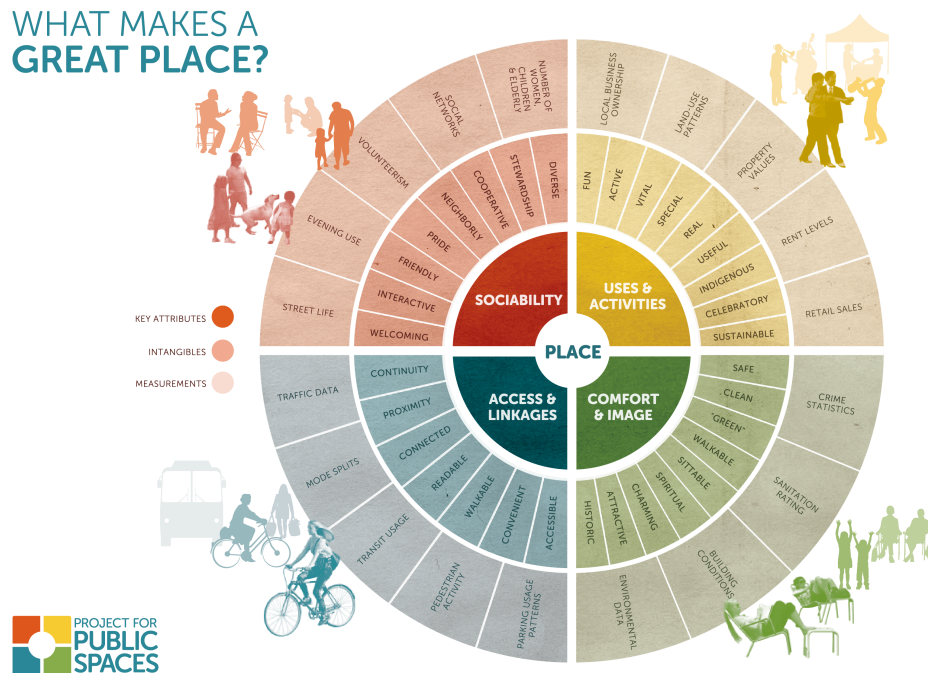 WHAT MAKES A
GREAT PLACE?
KEY ATTRIBUTES
INTANGIBLES
MEASUREMENTS
PLACE
SOCIABILITY
USES &
ACTIVITIES
ACCESS &
LINKAGES
COMFORT
& IMAGE
WELCOMING
INTERACTIVE
FRIENDLY
PRIDE
NEIGHBORLY
COOPERATIVE
STEWARDSHIP
DIVERSE
STREET LIFE
EVENING USE
VOLUNTEERISM
SOCIAL
NETWORKS
NUMBER OF
WOMEN,
CHILDREN
& ELDERLY
FUN
ACTIVE
VITAL
SPECIAL
REAL
USEFUL
INDIGENOUS
CELEBRATORY
SUSTAINABLE
LOCAL BUSINESS
OWNERSHIP
LAND-USE
PATTERNS
PROPERTY
VALUES
RENT LEVELS
RETAIL SALES
SAFE
CLEAN
"GREEN"
WALKABLE
SITTABLE
SPIRITUAL
CHARMING
ATTRACTIVE
HISTORIC
CRIME
STATISTICS
SANITATION
RATING
BUILDING
CONDITIONS
ENVIRONMENTAL
DATA
CONTINUITY
PROXIMITY
CONNECTED
READABLE
WALKABLE
CONVENIENT
ACCESSIBLE
TRAFFIC DATA
MODE SPLITS
TRANSIT USAGE
PEDESTRIAN
ACTIVITY
PARKING USAGE
PATTERNS
PROJECT FOR
PUBLIC
SPACES